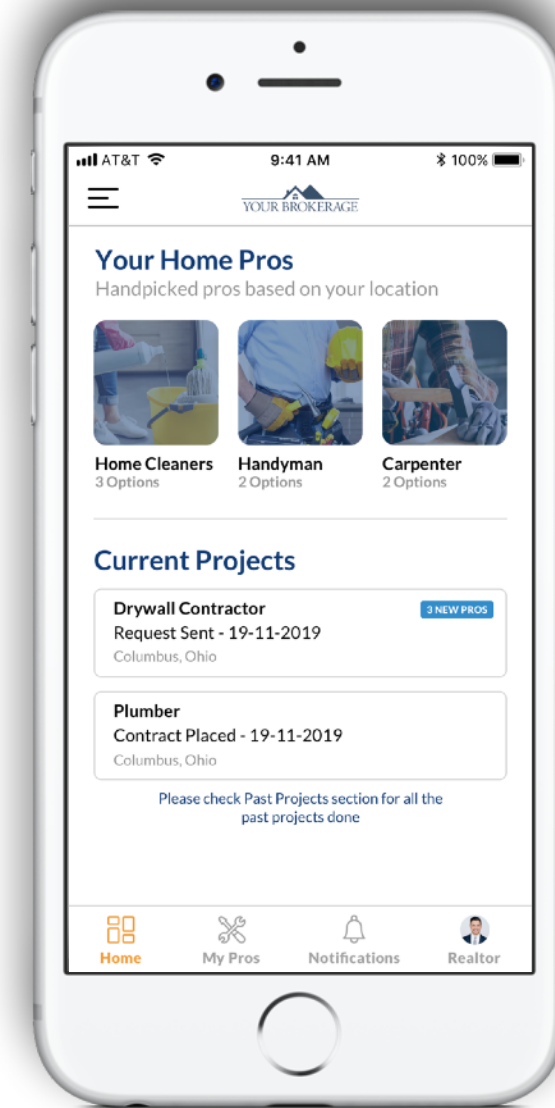 AT&T 9:41 AM 100%
YOUR BROKERAGE
Your Home Pros
Handpicked pros based on your location
Home Cleaners Handyman Carpenter
3 Options 2 Options 2 Options
Current Projects
Drywall Contractor 3 NEW PROS
Request Sent - 19-11-2019
Columbus, Ohio
Plumber
Contract Placed - 19-11-2019
Columbus, Ohio
Please check Past Projects section for all the
past projects done
Home My Pros Notifications Realtor